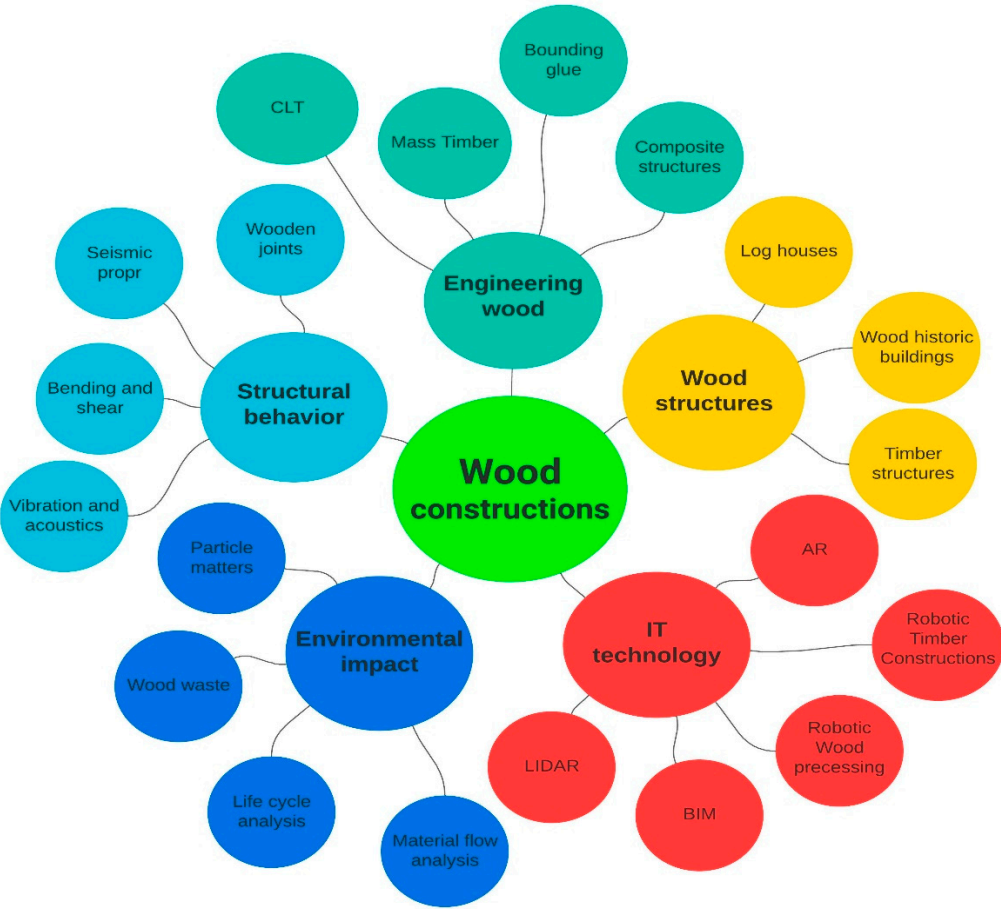 Bounding
glue
CLT
Mass Timber
Composite
structures
Engineering
wood
Wooden
joints
Seismic
propr
Bending and
shear
Vibration and
acoustics
Structural
behavior
Log houses
Wood historic
buildings
Timber
structures
Wood
structures
Wood
constructions
Particle
matters
Wood waste
Life cycle
analysis
Material flow
analysis
Environmental
impact
IT
technology
AR
Robotic
Timber
Constructions
Robotic
Wood
precessing
BIM
LIDAR